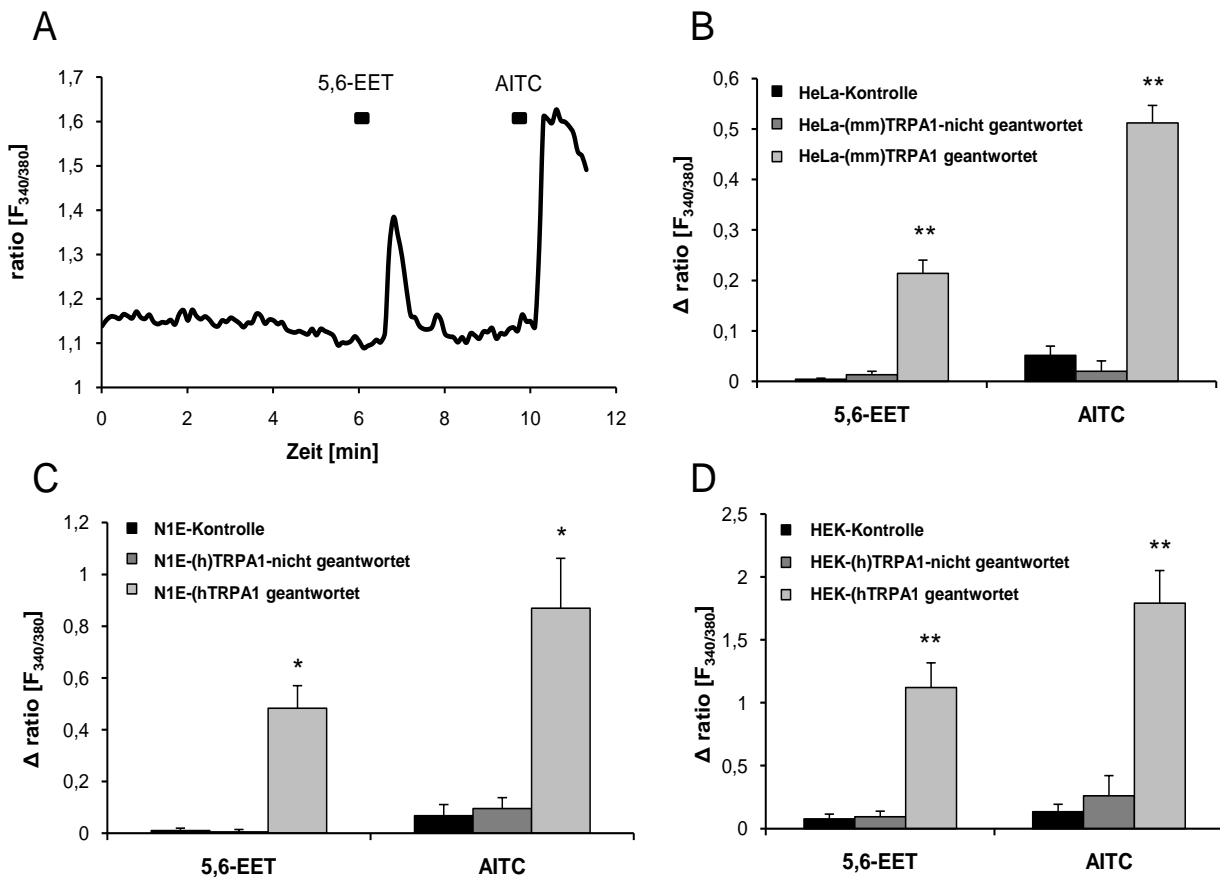 A
5,6-EET
AITC
1,7
1,6
1,5
1,4
1,3
1,2
1,1
1
ratio [F340/380]
0
2
4
6
8
10
12
Zeit [min]
B
HeLa-Kontrolle
HeLa-(mm)TRPA1-nicht geantwortet
HeLa-(mm)TRPA1 geantwortet
**
**
0,6
0,5
0,4
0,3
0,2
0,1
0
Δ ratio [F340/380]
5,6-EET
AITC
C
N1E-Kontrolle
N1E-(h)TRPA1-nicht geantwortet
N1E-(hTRPA1 geantwortet
*
*
1,2
1
0,8
0,6
0,4
0,2
0
Δ ratio [F340/380]
5,6-EET
AITC
D
HEK-Kontrolle
HEK-(h)TRPA1-nicht geantwortet
HEK-(hTRPA1 geantwortet
**
**
2,5
2
1,5
1
0,5
0
Δ ratio [F340/380]
5,6-EET
AITC